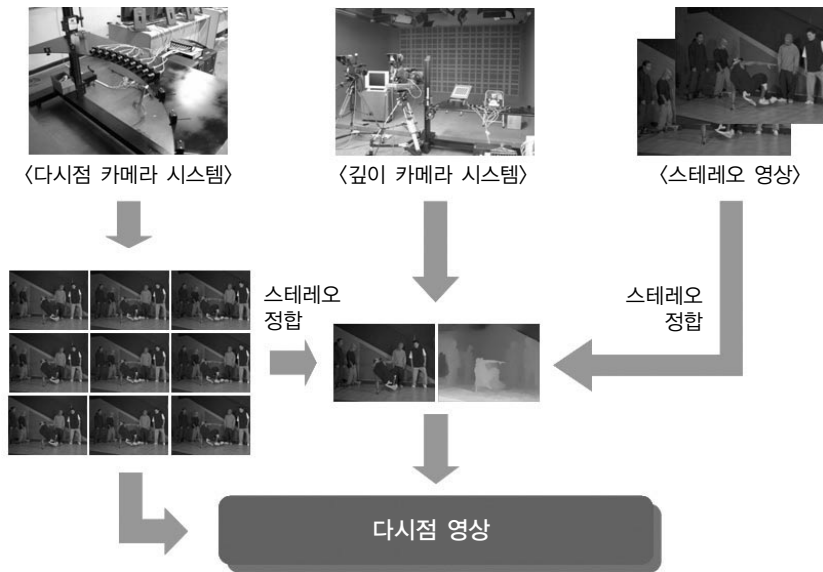 〈다시점 카메라 시스템〉
〈깊이 카메라 시스템〉
〈스테레오 영상〉
스테레오
정합
스테레오
정합
다시점 영상